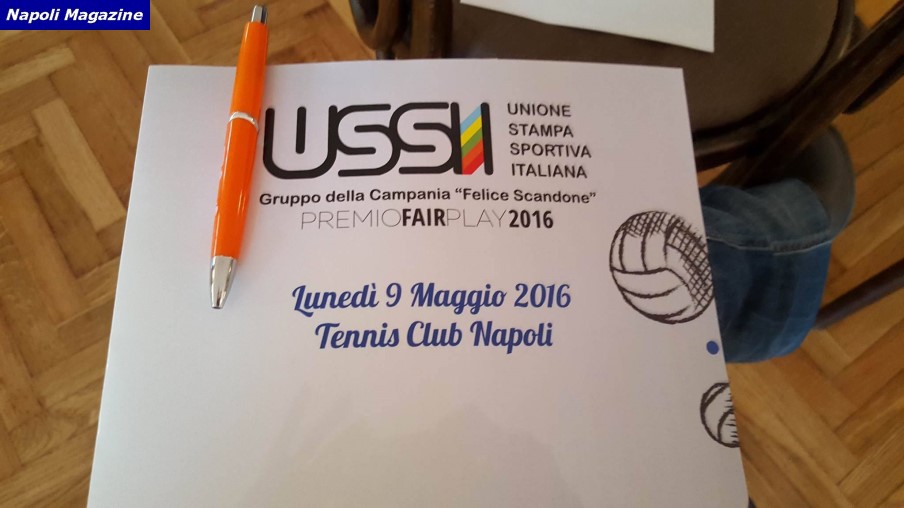 Napoli Magazine
USSI
UNIONE
STAMPA
SPORTIVA
ITALIANA
Gruppo della Campania "Felice Scandone"
PREMIOFAIRPLAY2016
Lunedì 9 Maggio 2016
Tennis Club Napoli